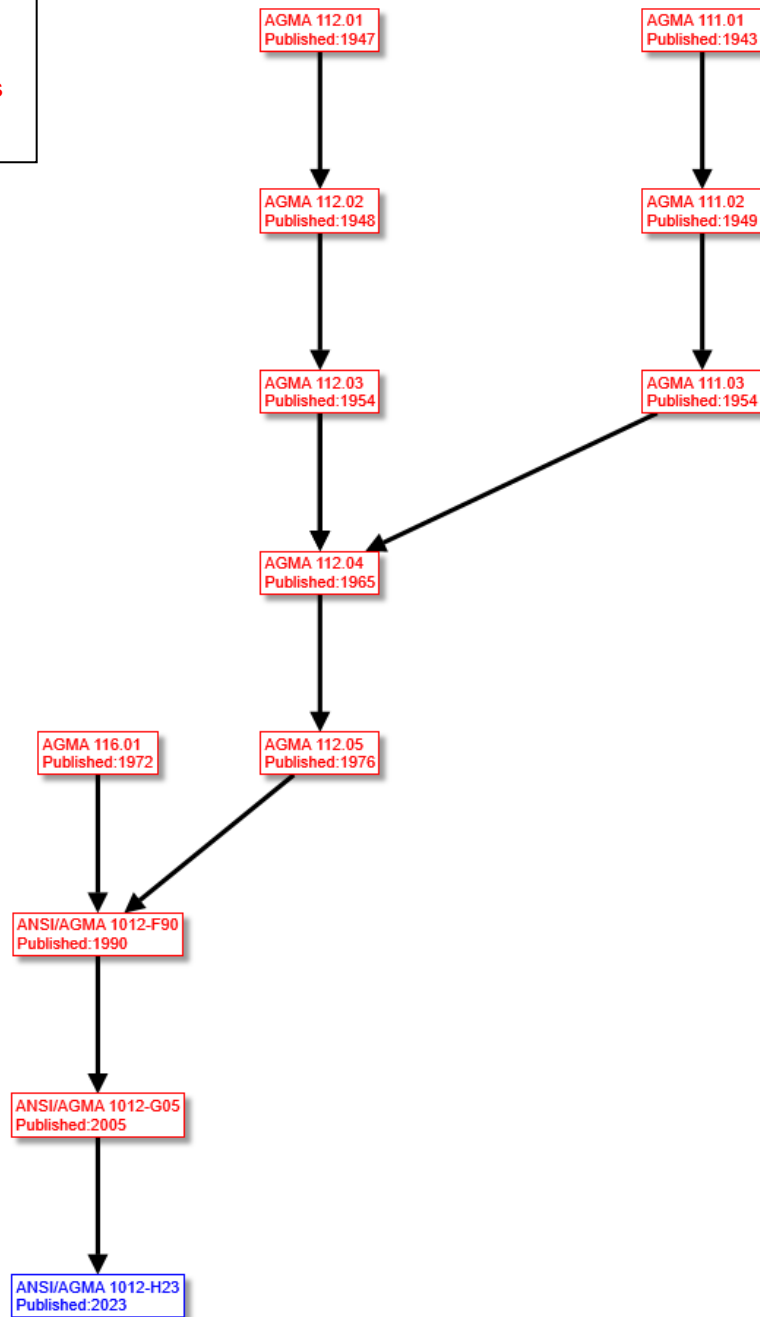 AGMA 112.01
Published:1947
AGMA 111.01
Published:1943
AGMA 112.02
Published:1948
AGMA 111.02
Published:1949
AGMA 112.03
Published:1954
AGMA 111.03
Published:1954
AGMA 112.04
Published:1965
AGMA 116.01
Published:1972
AGMA 112.05
Published:1976
ANSI/AGMA 1012-F90
Published:1990
ANSI/AGMA 1012-G05
Published:2005
ANSI/AGMA 1012-H23
Published:2023